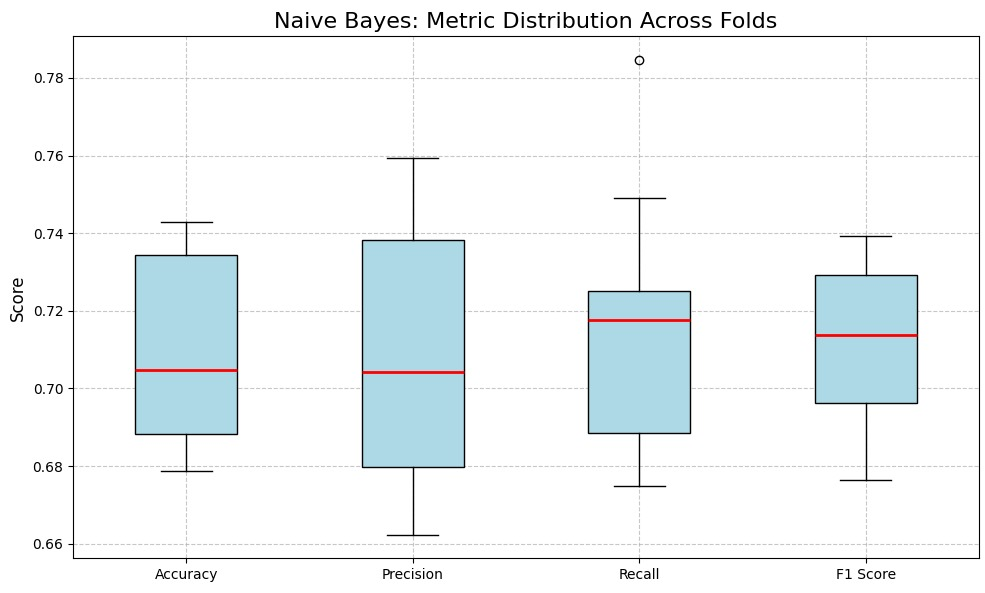 Naive Bayes: Metric Distribution Across Folds
Score
0.78
0.76
0.74
0.72
0.70
0.68
0.66
Accuracy
Precision
Recall
F1 Score